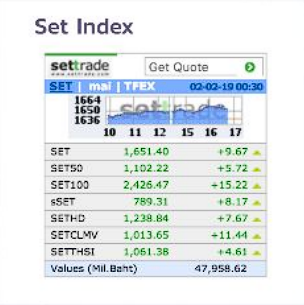 Set Index
settrade
www.settrade.com
Get Quote
SET | mai | TFEX 02-02-19 00:30
1664
1650
1636
settrade
10 11 12 15 16 17
SET 1,651.40 +9.67
SET50 1,102.22 +5.72
SET100 2,426.47 +15.22
sSET 789.31 +8.17
SETHD 1,238.84 +7.67
SETCLMV 1,013.65 +11.44
SETTHSI 1,061.38 +4.61
Values (Mil.Baht) 47,958.62